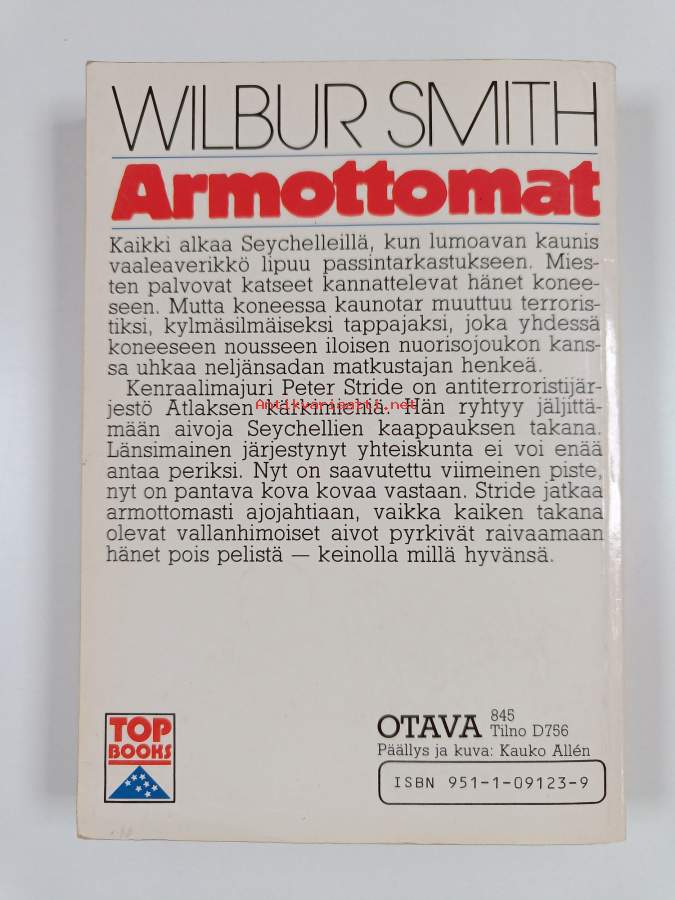 WILBUR SMITH
Armottomat
Kaikki alkaa Seychelleillä, kun lumoavan kaunis
vaaleaverikkö lipuu passintarkastukseen. Mies-
ten palvovat katseet kannattelevat hänet konee-
seen. Mutta koneessa kaunotar muuttuu terroris-
tiksi, kylmäsilmäiseksi tappajaksi, joka yhdessä
koneeseen nousseen iloisen nuorisojoukon kans-
sa uhkaa neljänsadan matkustajan henkeä.
Kenraalimajuri Peter Stride on antiterroristijär-
jestö Atlaksen kärkimiehiä. Hän ryhtyy jäljittä-
Antikvariaatti.net
mään aivoja Seychellien kaappauksen takana.
Länsimainen järjestynyt yhteiskunta ei voi enää
antaa periksi. Nyt on saavutettu viimeinen piste,
nyt on pantava kova kovaa vastaan. Stride jatkaa
armottomasti ajojahtiaan, vaikka kaiken takana
olevat vallanhimoiset aivot pyrkivät raivaamaan
hänet pois pelistä — keinolla millä hyvänsä.
TOP
BOOKS
OTAVA 845
Tilno D756
Päällys ja kuva: Kauko Allén
ISBN 951-1-09123-9